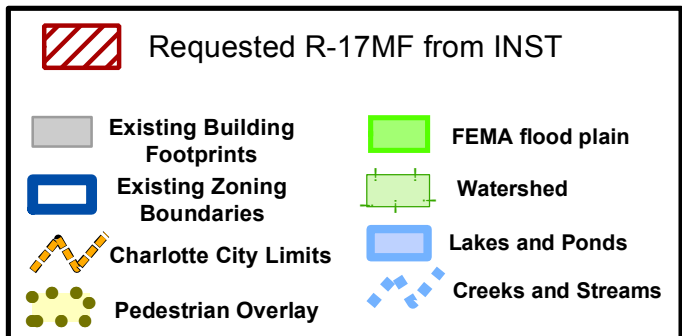 Requested R-17MF from INST
Existing Building
Footprints
Existing Zoning
Boundaries
Charlotte City Limits
Pedestrian Overlay
FEMA flood plain
Watershed
Lakes and Ponds
Creeks and Streams